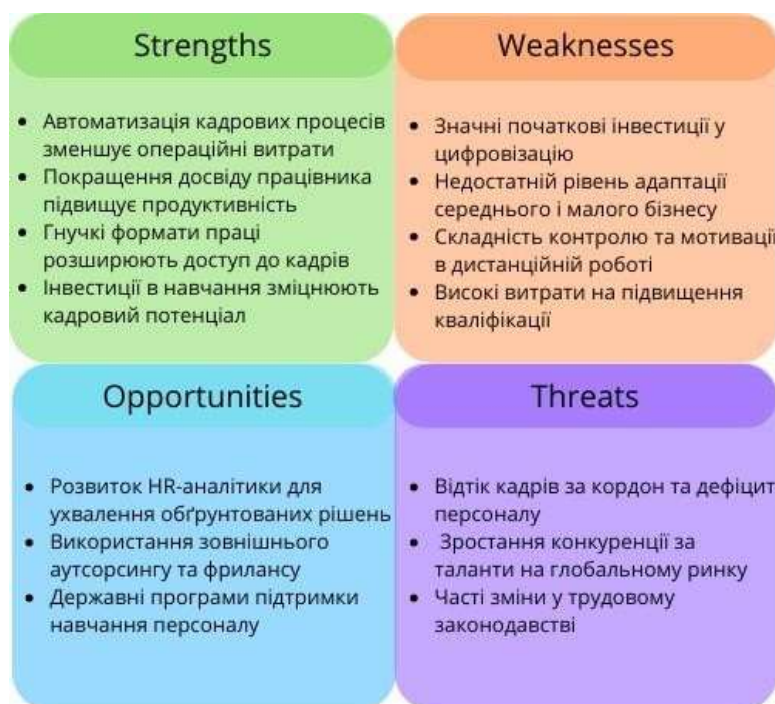 Strengths
• Автоматизація кадрових процесів
зменшує операційні витрати
• Покращення досвіду працівника
підвищує продуктивність
• Гнучкі формати праці
розширюють доступ до кадрів
• Інвестиції в навчання зміцнюють
кадровий потенціал
Weaknesses
• Значні початкові інвестиції у
цифровізацію
• Недостатній рівень адаптації
середнього і малого бізнесу
• Складність контролю та мотивації
в дистанційній роботі
• Високі витрати на підвищення
кваліфікації
Opportunities
• Розвиток HR-аналітики для
ухвалення обґрунтованих рішень
• Використання зовнішнього
аутсорсингу та фрилансу
• Державні програми підтримки
навчання персоналу
Threats
• Відтік кадрів за кордон та дефіцит
персоналу
• Зростання конкуренції за
таланти на глобальному ринку
• Часті зміни у трудовому
законодавстві